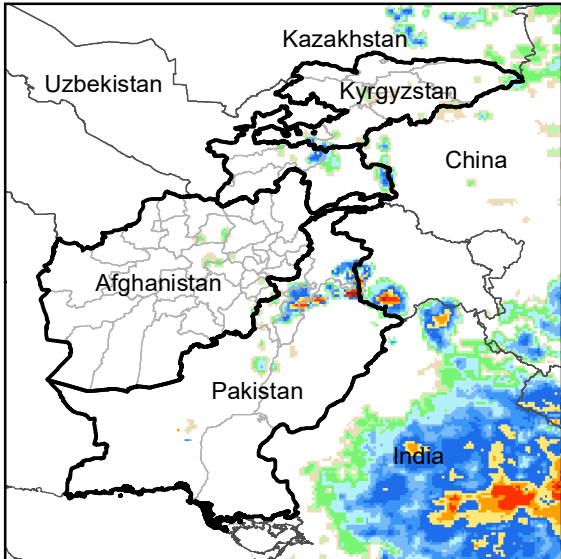 Kazakhstan
Uzbekistan
Kyrgyzstan
China
Afghanistan
Pakistan
India